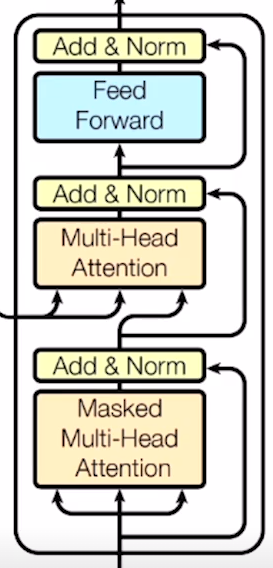 Add & Norm
Feed
Forward
Add & Norm
Multi-Head
Attention
Add & Norm
Masked
Multi-Head
Attention